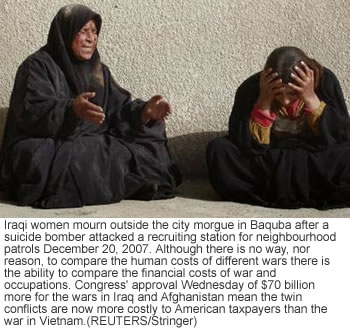 Iraqi women mourn outside the city morgue in Baquba after a
suicide bomber attacked a recruiting station for neighbourhood
patrols December 20, 2007. Although there is no way, nor
reason, to compare the human costs of different wars there is
the ability to compare the financial costs of war and
occupations. Congress' approval Wednesday of $70 billion
more for the wars in Iraq and Afghanistan mean the twin
conflicts are now more costly to American taxpayers than the
war in Vietnam.(REUTERS/Stringer)